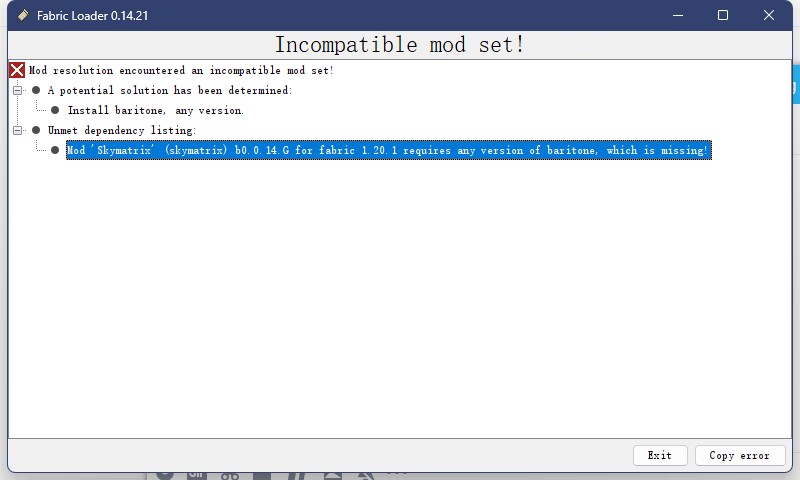 Fabric Loader 0.14.21
Incompatible mod set!
Mod resolution encountered an incompatible mod set!
A potential solution has been determined:
Install baritone, any version.
Unmet dependency listing:
Mod 'Skymatrix' (skymatrix) b0.0.14.G for fabric 1.20.1 requires any version of baritone, which is missing!
Exit
Copy error